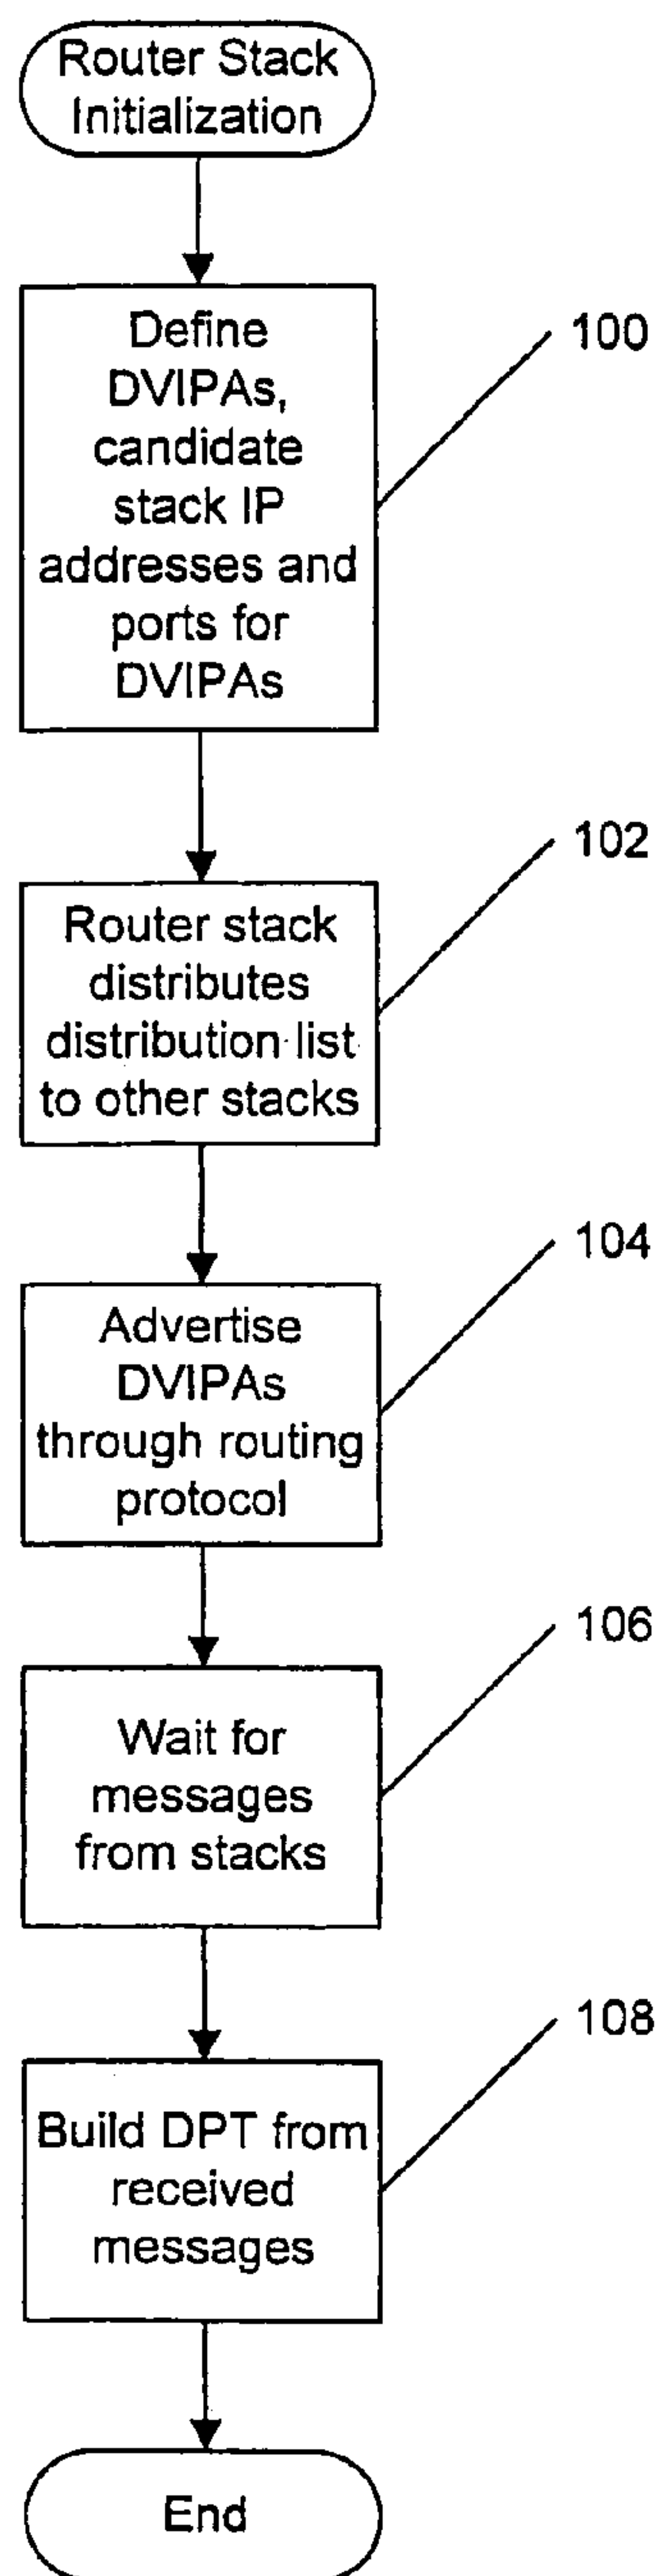 Router Stack
Initialization
Define
DVIPAs,
candidate
stack IP
addresses and
ports for
DVIPAs
100
Router stack
distributes
distribution list
to other stacks
102
Advertise
DVIPAs
through routing
protocol
104
Wait for
messages
from stacks
106
Build DPT from
received
messages
108
End